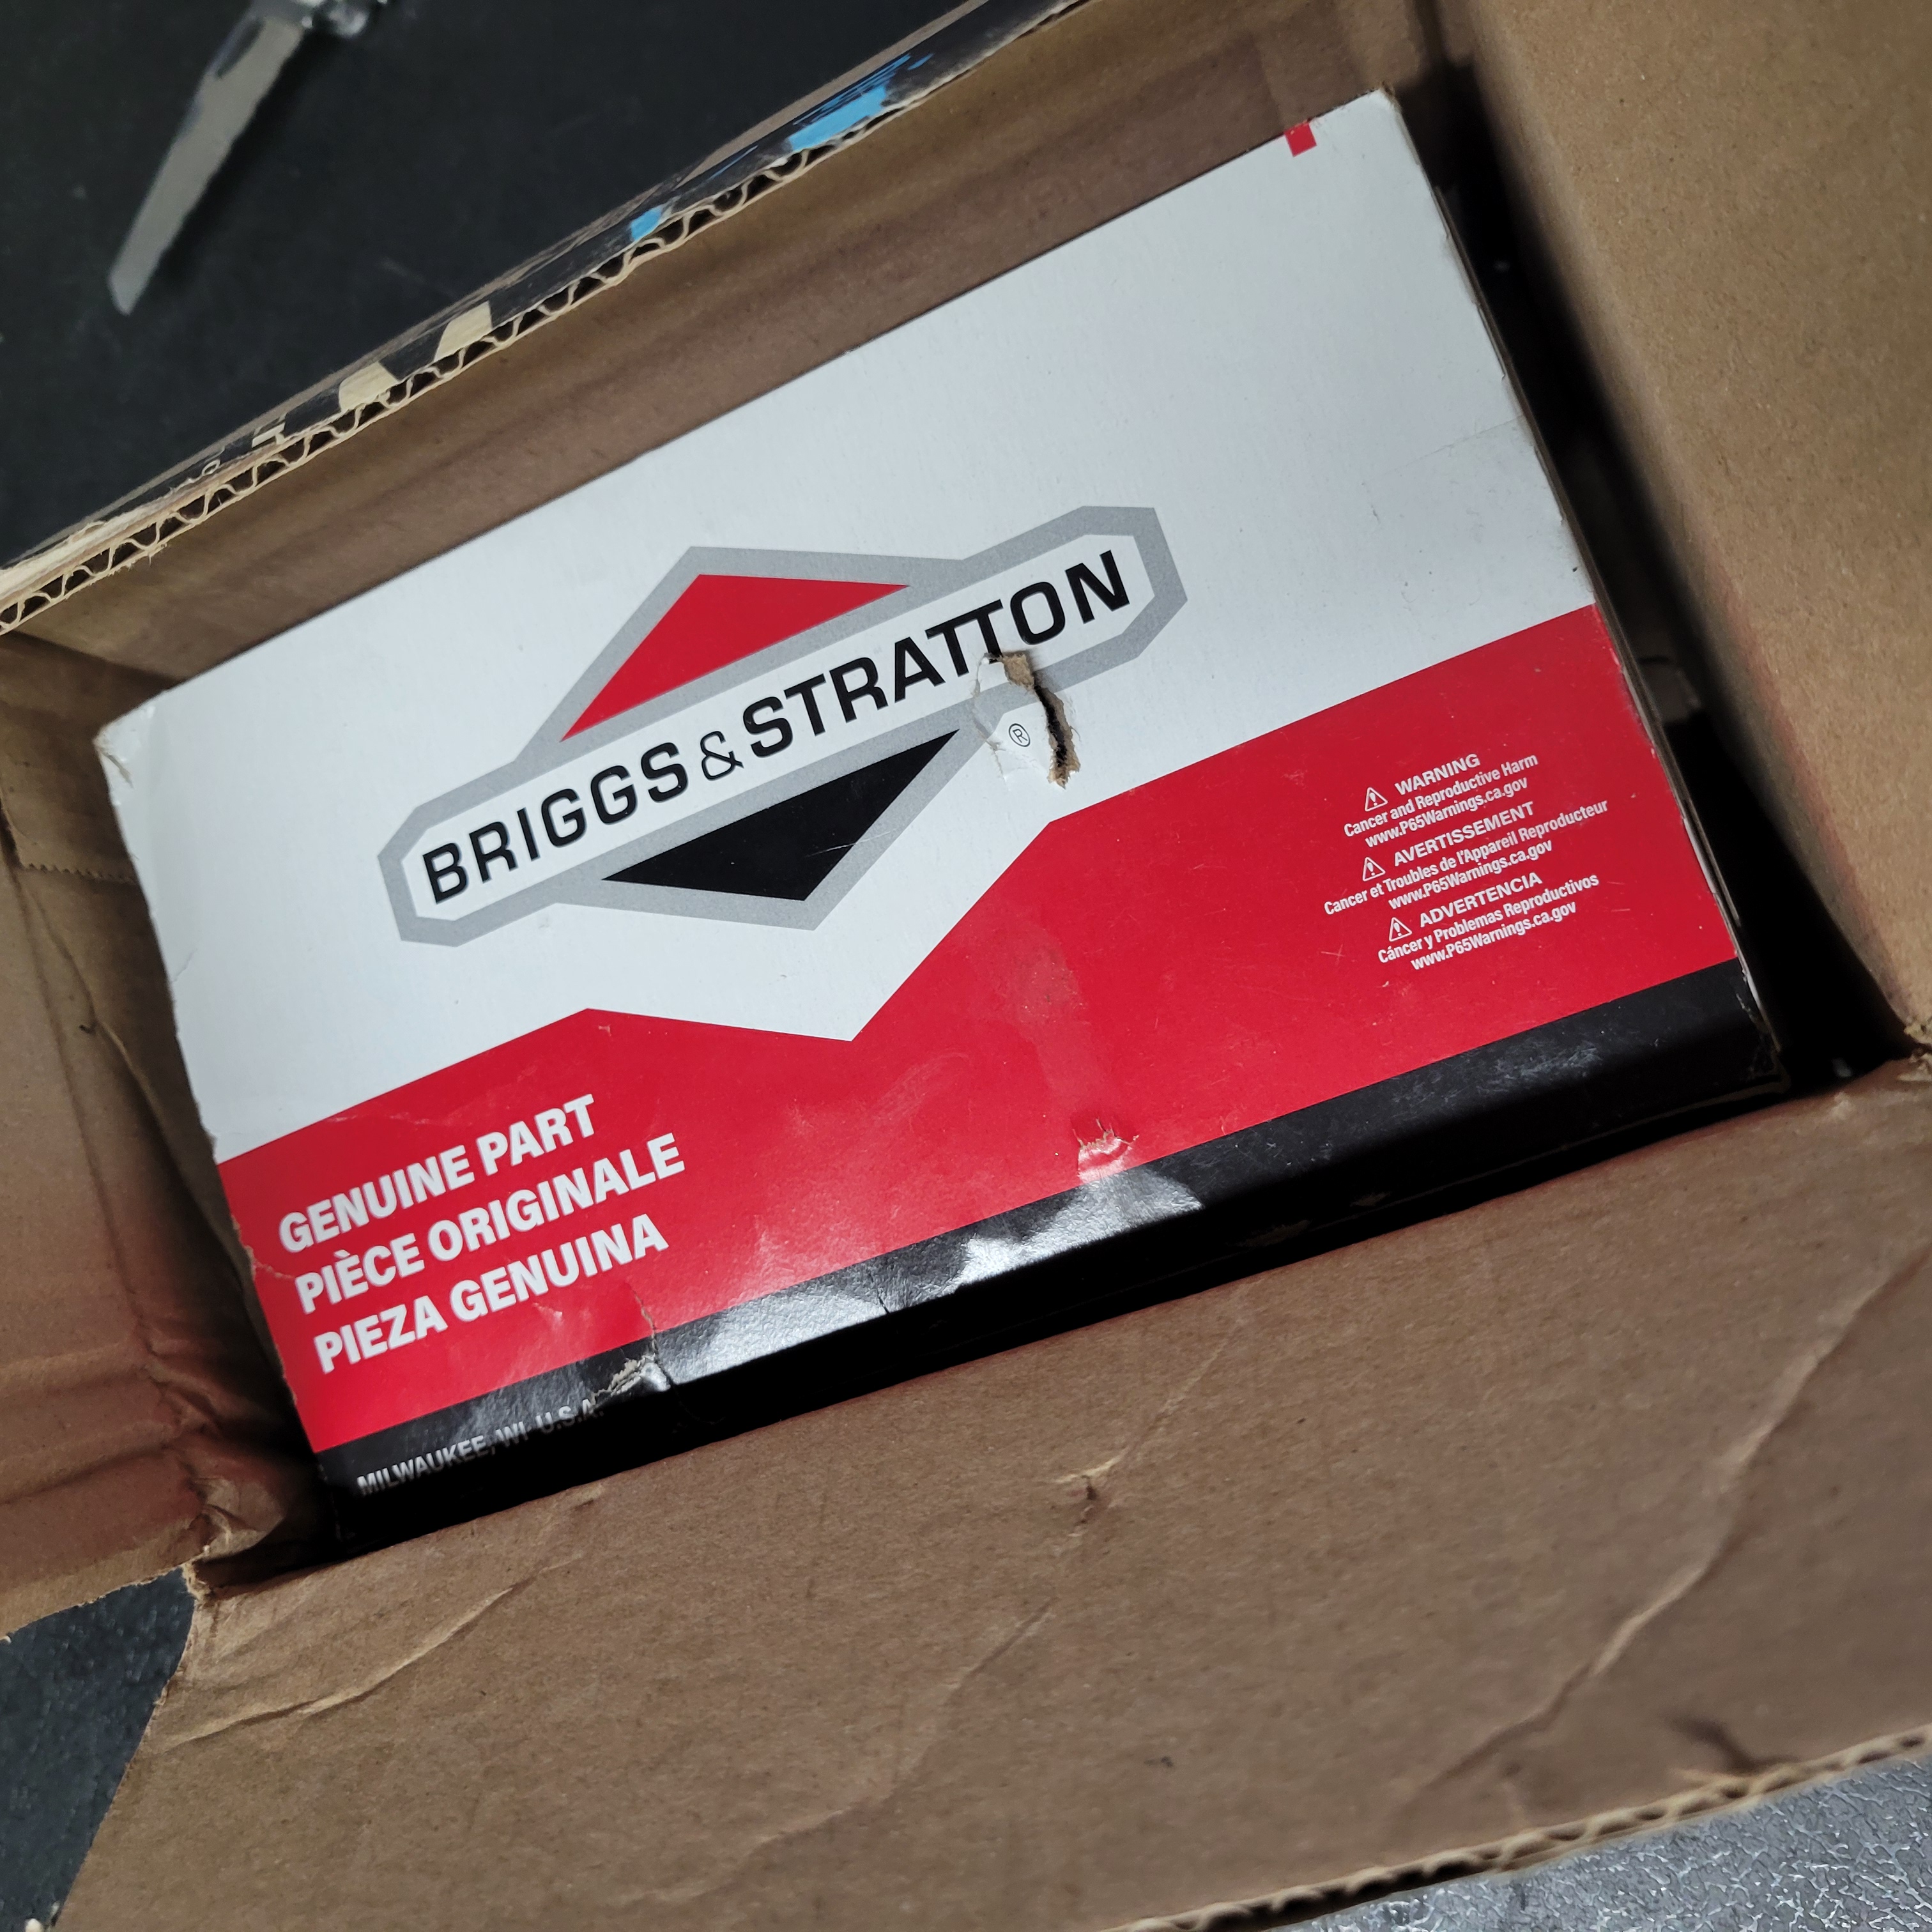 BRIGGS & STRATTON
®
⚠ WARNING
Cancer and Reproductive Harm
www.P65Warnings.ca.gov
⚠ AVERTISSEMENT
Cancer et Troubles de l'Appareil Reproducteur
www.P65Warnings.ca.gov
⚠ ADVERTENCIA
Cáncer y Problemas Reproductivos
www.P65Warnings.ca.gov
GENUINE PART
PIÈCE ORIGINALE
PIEZA GENUINA
MILWAUKEE, WI U.S.A.